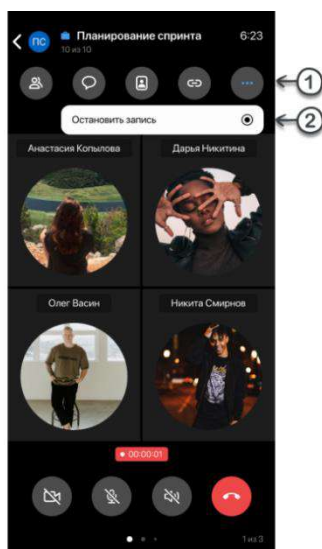 ПС
Планирование спринта
6:23
10 из 10
1
Остановить запись
2
Анастасия Копылова
Дарья Никитина
Олег Васин
Никита Смирнов
00:00:01
1 из 3